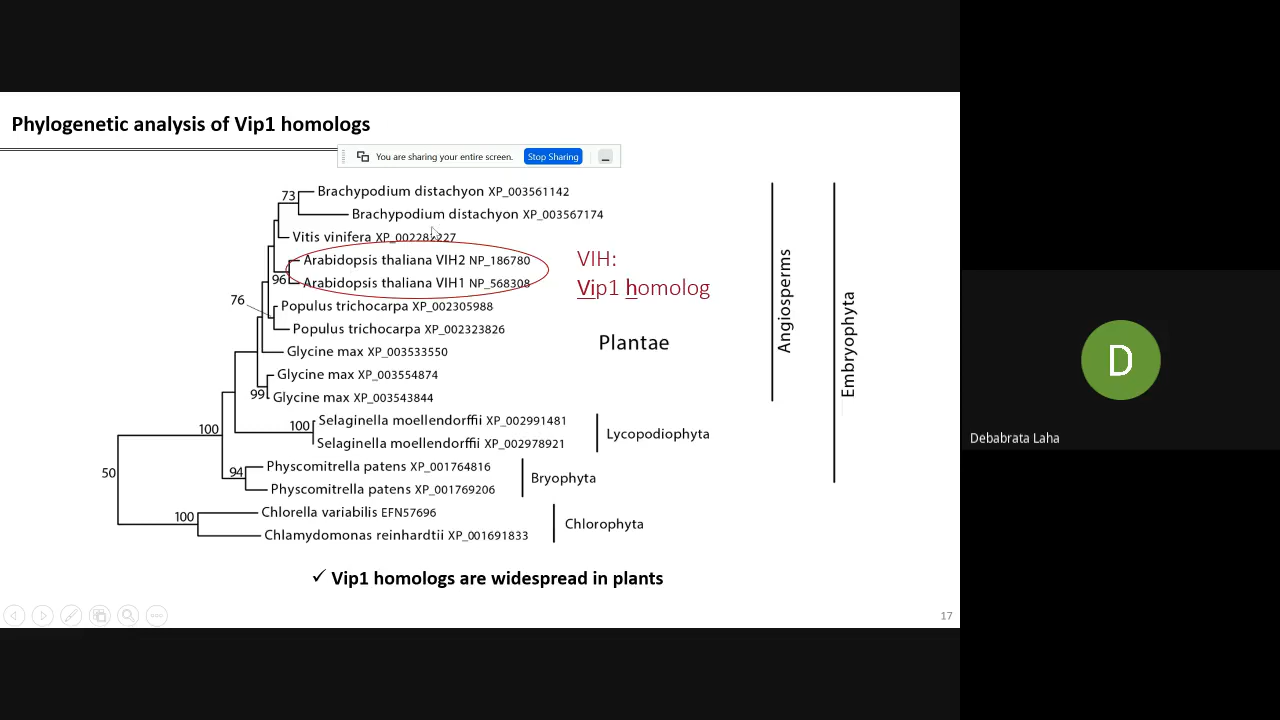 Phylogenetic analysis of Vip1 homologs
You are sharing your entire screen.
Stop Sharing
73
Brachypodium distachyon XP_003561142
Brachypodium distachyon XP_003567174
Vitis vinifera
Arabidopsis thaliana VIH2 NP_186780
96
Arabidopsis thaliana VIH1 NP_568308
VIH:
Vip1 homolog
76
Populus trichocarpa XP_002305988
Populus trichocarpa XP_002323826
Plantae
Glycine max XP_003533550
Glycine max XP_003554874
99
Glycine max XP_003543844
Angiosperms
Embryophyta
100
100
Selaginella moellendorffii XP_002991481
Selaginella moellendorffii XP_002978921
Lycopodiophyta
50
94
Physcomitrella patens XP_001764816
Physcomitrella patens XP_001769206
Bryophyta
100
Chlorella variabilis EFN57696
Chlamydomonas reinhardtii XP_001691833
Chlorophyta
✓ Vip1 homologs are widespread in plants
17
D
Debabrata Laha